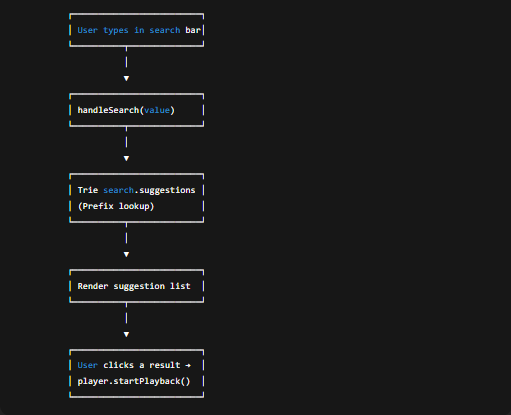 User types in search bar
handleSearch(value)
Trie search.suggestions
(Prefix lookup)
Render suggestion list
User clicks a result →
player.startPlayback()